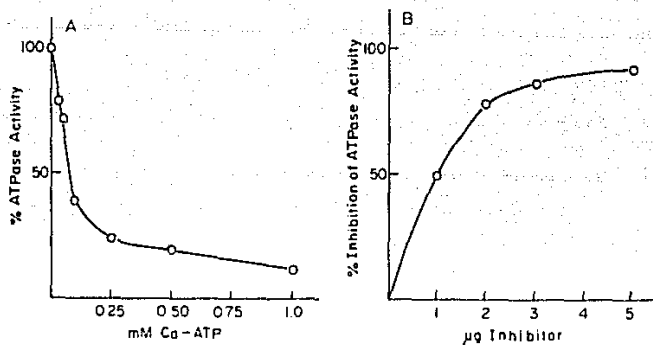 A
100
50
% ATPase Activity
0 25
0 50
0.75
1.0
mM Ca-ATP
B
100
50
% Inhibition of ATPase Activity
1
2
3
4
5
µg Inhibitor